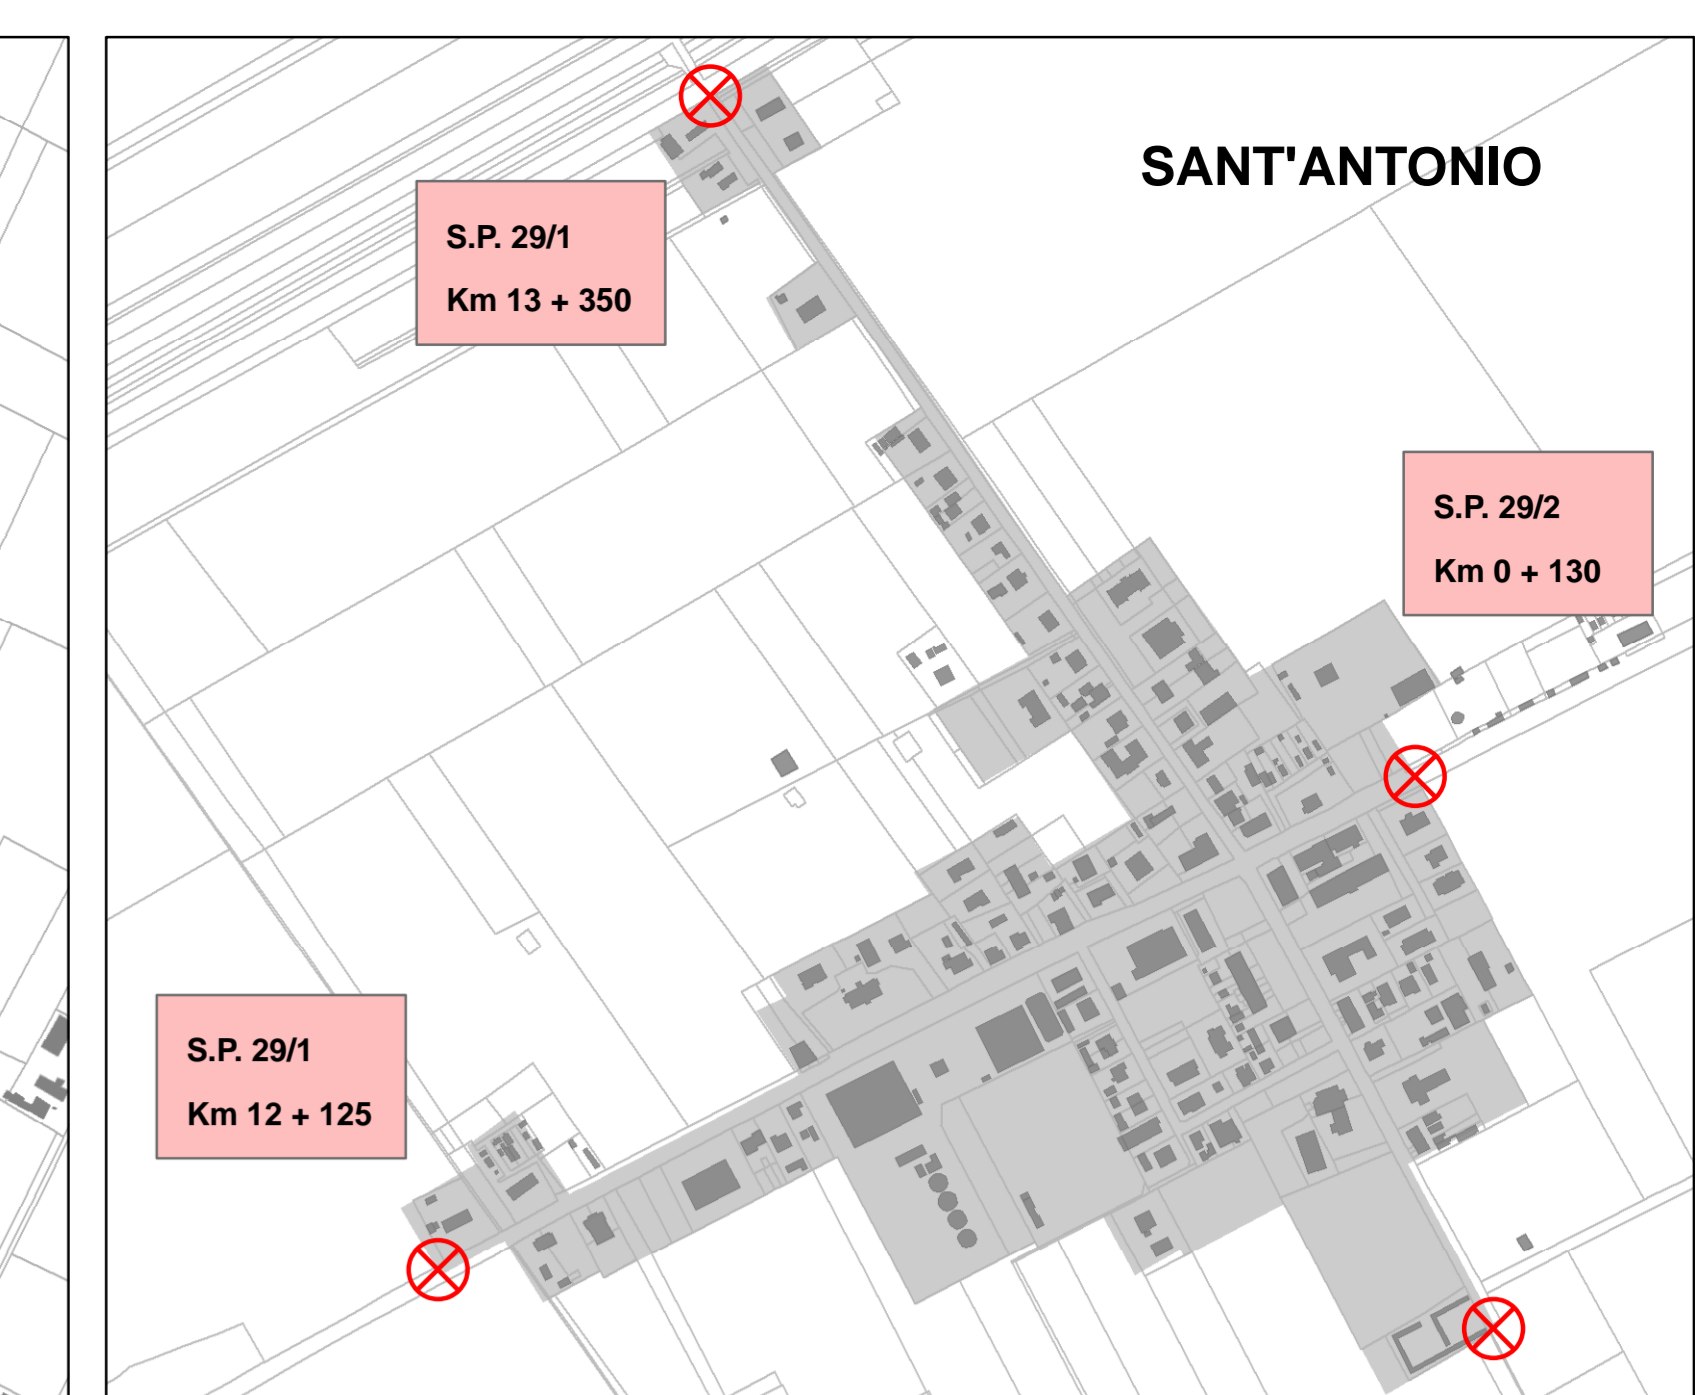 SANT'ANTONIO
S.P. 29/1
Km 13 + 350
S.P. 29/2
Km 0 + 130
S.P. 29/1
Km 12 + 125